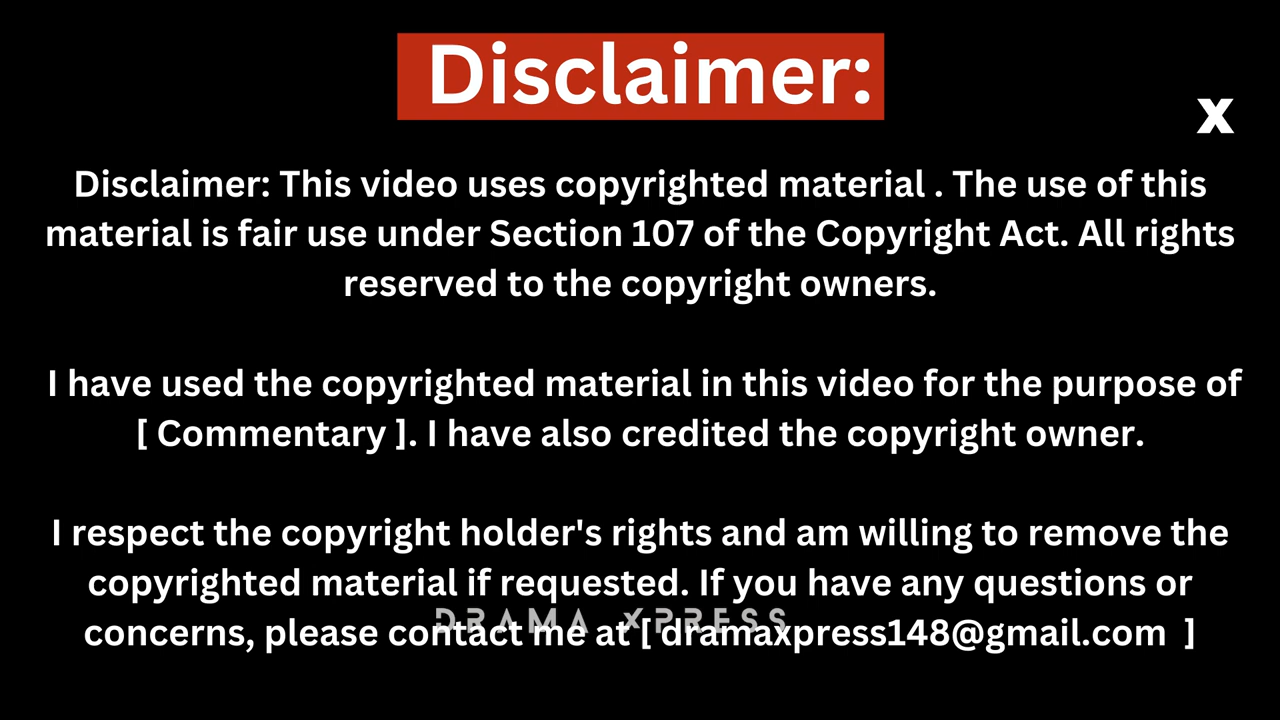 Disclaimer:
x
Disclaimer: This video uses copyrighted material . The use of this
material is fair use under Section 107 of the Copyright Act. All rights
reserved to the copyright owners.
I have used the copyrighted material in this video for the purpose of
[ Commentary ]. I have also credited the copyright owner.
I respect the copyright holder's rights and am willing to remove the
copyrighted material if requested. If you have any questions or
DRAMA XPRESS
concerns, please contact me at [ dramaxpress148@gmail.com ]